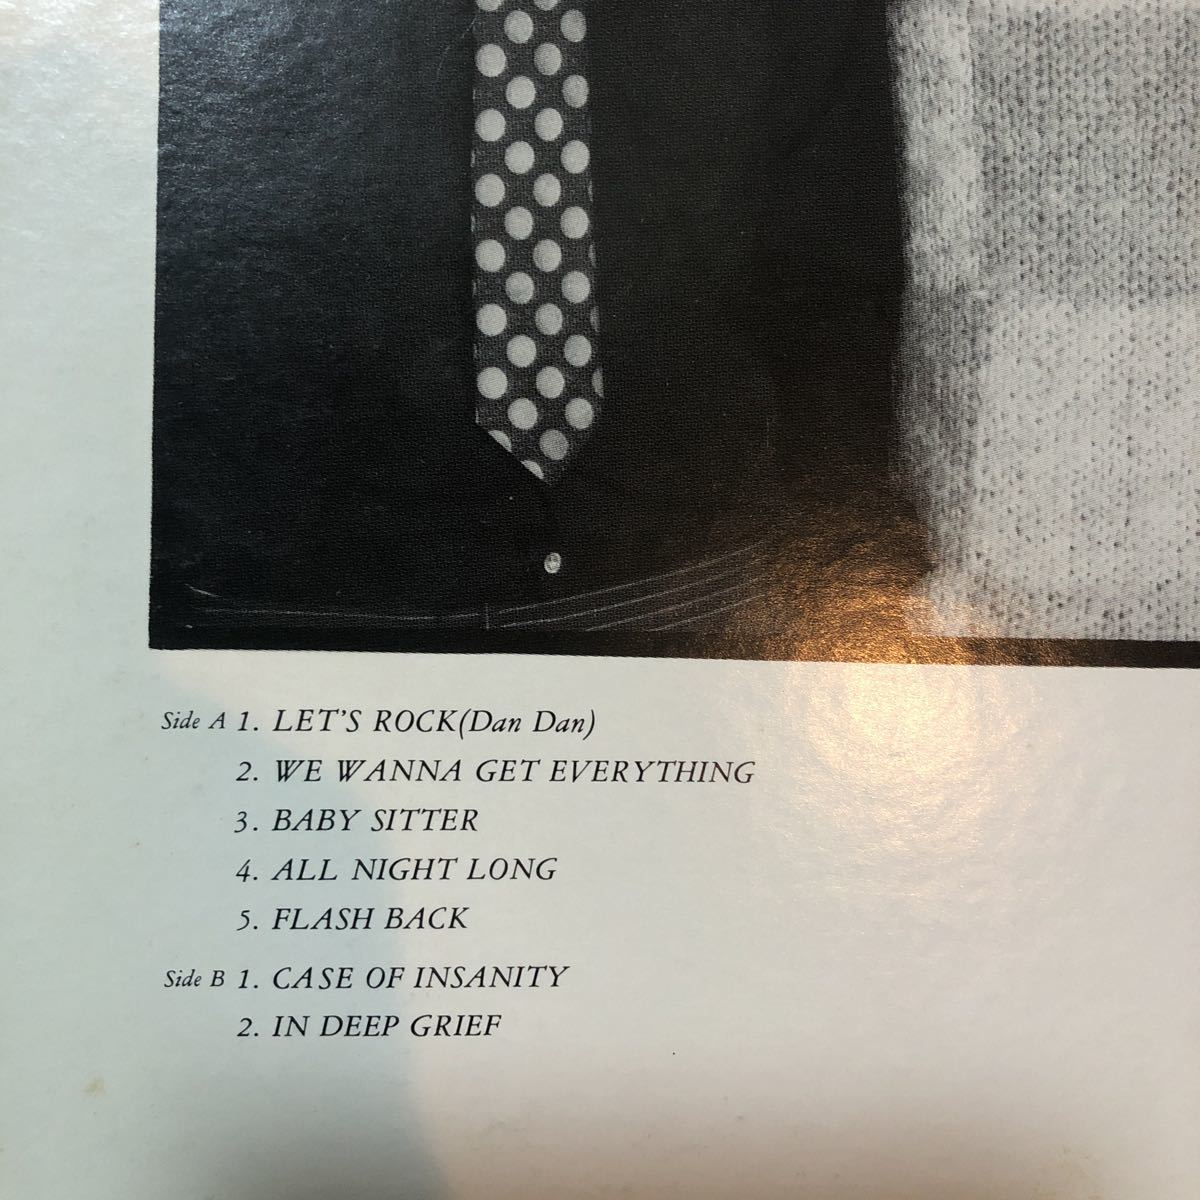 Side A 1. LET'S ROCK(Dan Dan)
2. WE WANNA GET EVERYTHING
3. BABY SITTER
4. ALL NIGHT LONG
5. FLASH BACK
Side B 1. CASE OF INSANITY
2. IN DEEP GRIEF